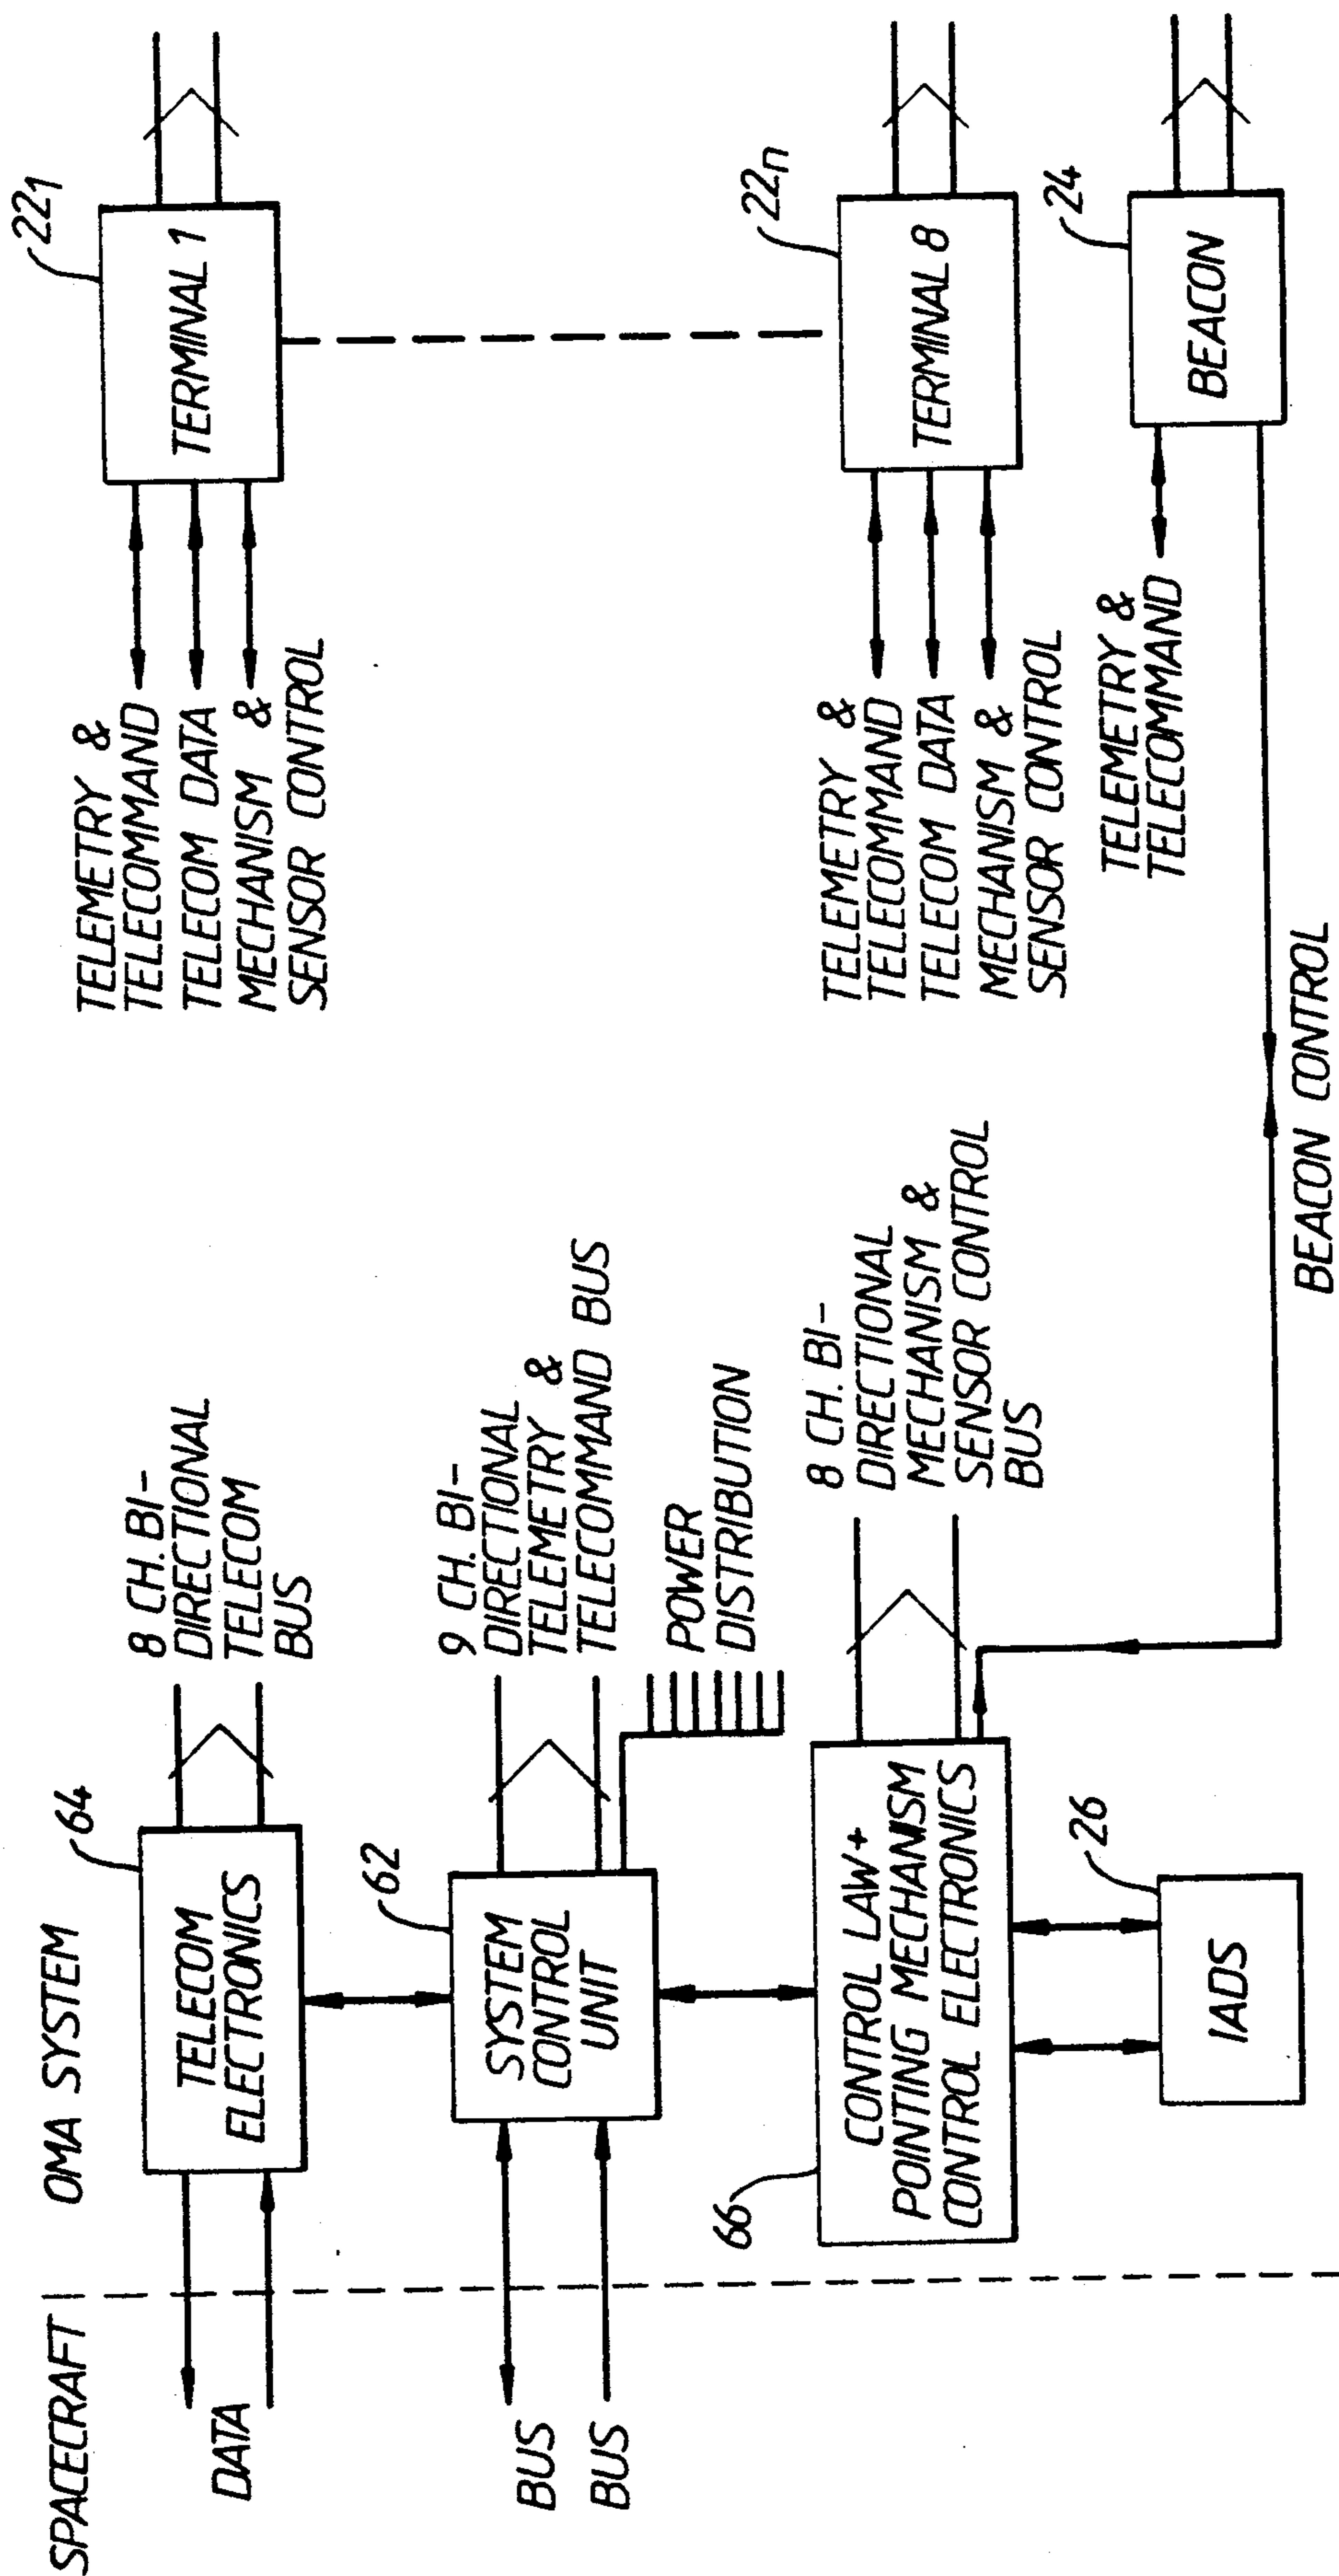 SPACECRAFT
OMA SYSTEM
DATA
BUS
BUS
64
TELECOM
ELECTRONICS
8 CH. BI-
DIRECTIONAL
TELECOM
BUS
62
SYSTEM
CONTROL
UNIT
9 CH. BI-
DIRECTIONAL
TELEMETRY &
TELECOMMAND BUS
POWER
DISTRIBUTION
66
CONTROL LAW+
POINTING MECHANISM
CONTROL ELECTRONICS
8 CH. BI-
DIRECTIONAL
MECHANISM &
SENSOR CONTROL
BUS
26
IADS
BEACON CONTROL
TELEMETRY &
TELECOMMAND
TELECOM DATA
MECHANISM &
SENSOR CONTROL
22₁
TERMINAL 1
TELEMETRY &
TELECOMMAND
TELECOM DATA
MECHANISM &
SENSOR CONTROL
22ₙ
TERMINAL 8
TELEMETRY &
TELECOMMAND
24
BEACON